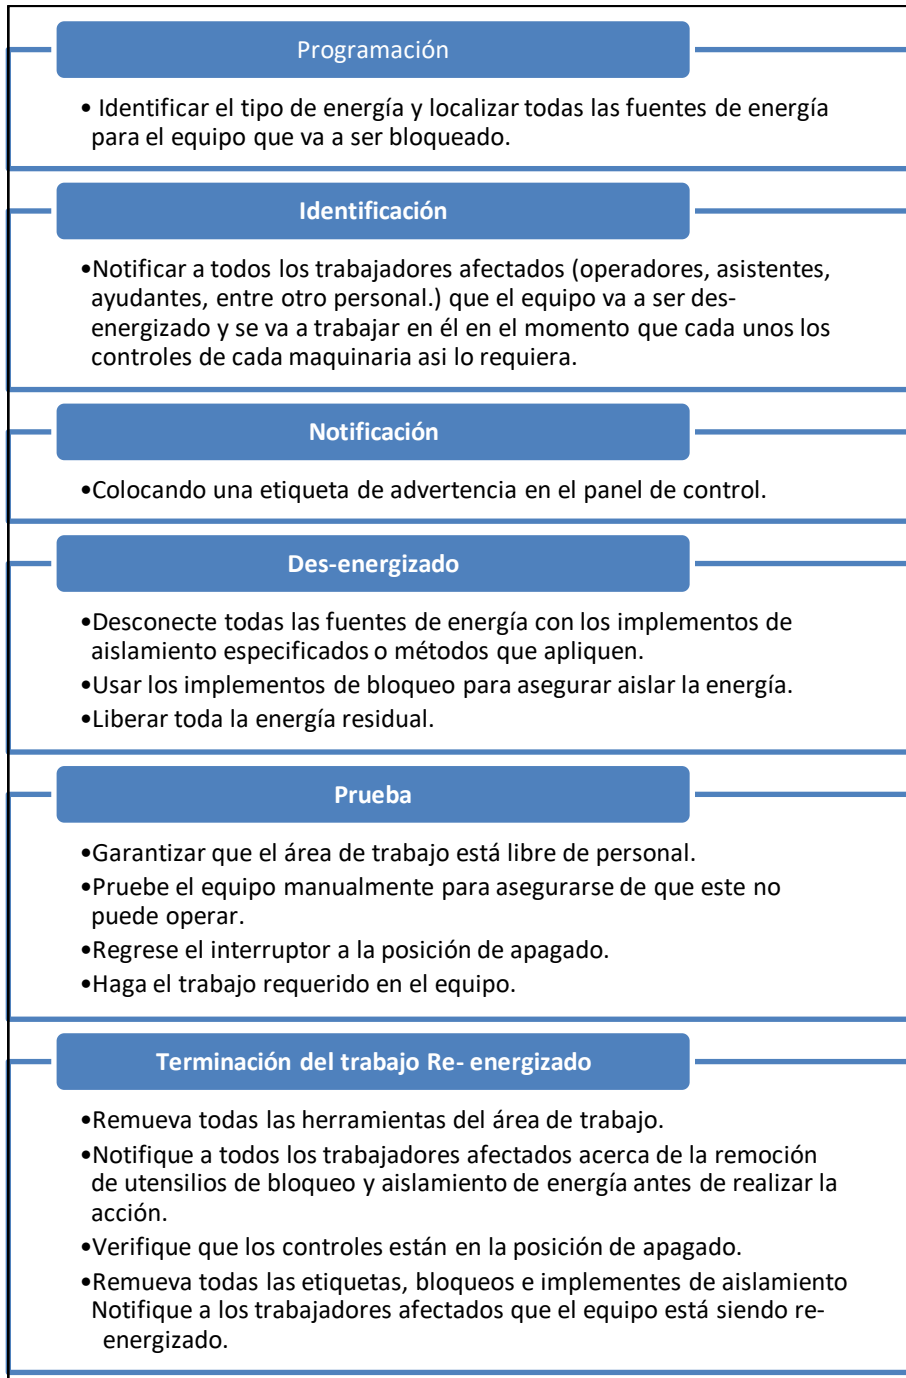 Programación
• Identificar el tipo de energía y localizar todas las fuentes de energía
para el equipo que va a ser bloqueado.
Identificación
•Notificar a todos los trabajadores afectados (operadores, asistentes,
ayudantes, entre otro personal.) que el equipo va a ser des-
energizado y se va a trabajar en él en el momento que cada unos los
controles de cada maquinaria asi lo requiera.
Notificación
•Colocando una etiqueta de advertencia en el panel de control.
Des-energizado
•Desconecte todas las fuentes de energía con los implementos de
aislamiento especificados o métodos que apliquen.
•Usar los implementos de bloqueo para asegurar aislar la energía.
•Liberar toda la energía residual.
Prueba
•Garantizar que el área de trabajo está libre de personal.
•Pruebe el equipo manualmente para asegurarse de que este no
puede operar.
•Regrese el interruptor a la posición de apagado.
•Haga el trabajo requerido en el equipo.
Terminación del trabajo Re- energizado
•Remueva todas las herramientas del área de trabajo.
•Notifique a todos los trabajadores afectados acerca de la remoción
de utensilios de bloqueo y aislamiento de energía antes de realizar la
acción.
•Verifique que los controles están en la posición de apagado.
•Remueva todas las etiquetas, bloqueos e implementes de aislamiento
Notifique a los trabajadores afectados que el equipo está siendo re-
energizado.